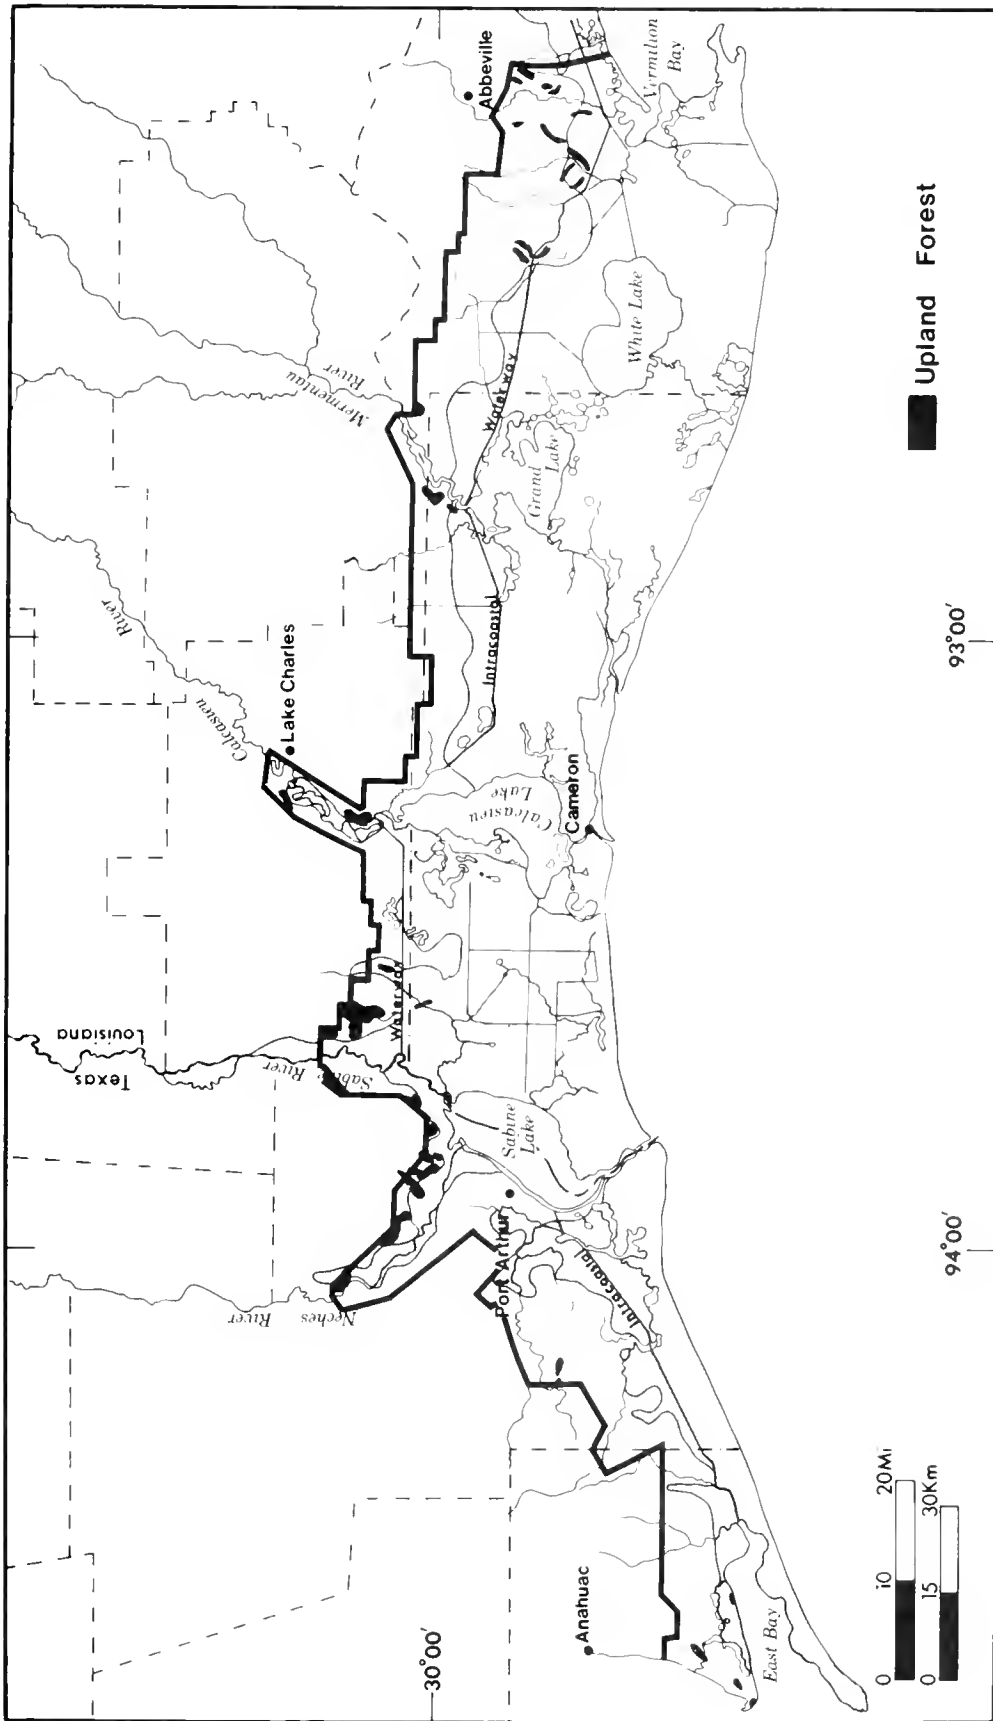 Texas
Louisiana
Neches
River
Sabine
River
Calcasieu
River
Mermentau
River
Lake Charles
Abbeville
Vermilion
Bay
White Lake
Grand
Lake
Waterway
Intracoastal
Calcasieu
Lake
Cameron
Waterway
Sabine
Lake
Port Arthur
Intracoastal
Anahuac
East Bay
30°00'
94°00'
93°00'
0 10 20Mi
0 15 30Km
Upland Forest